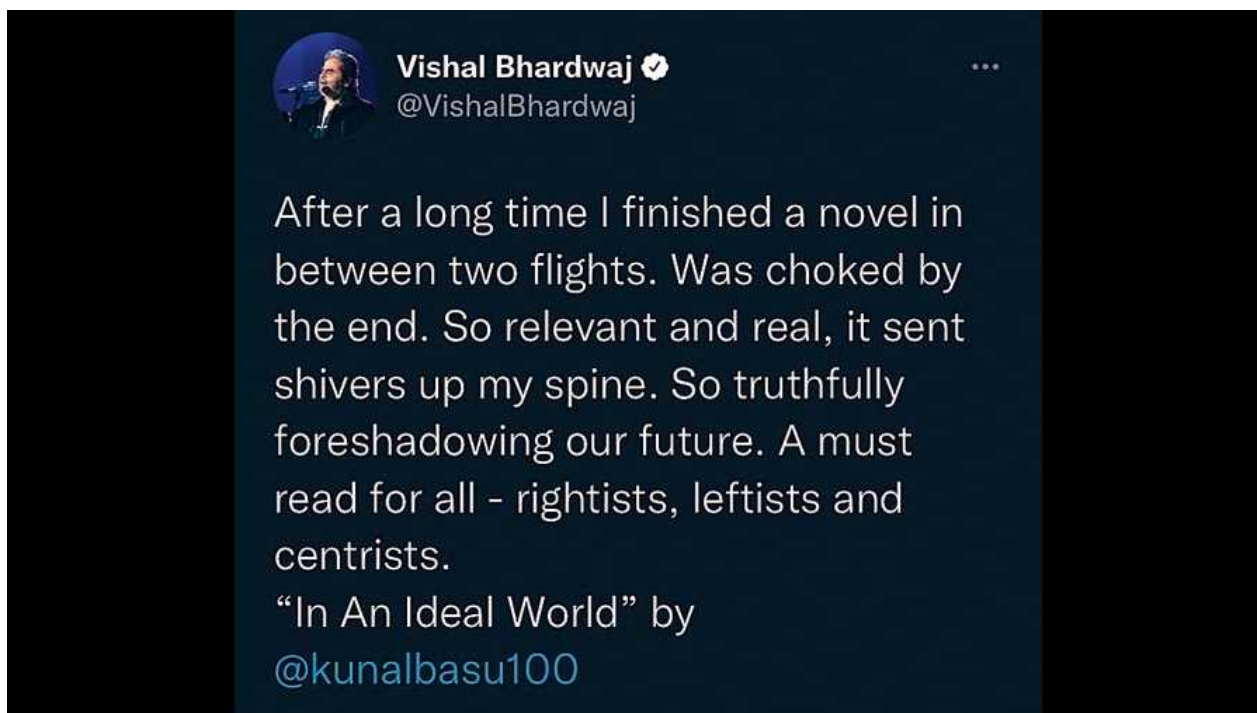 Vishal Bhardwaj
@VishalBhardwaj
After a long time I finished a novel in
between two flights. Was choked by
the end. So relevant and real, it sent
shivers up my spine. So truthfully
foreshadowing our future. A must
read for all - rightists, leftists and
centrists.
“In An Ideal World” by
@kunalbasu100